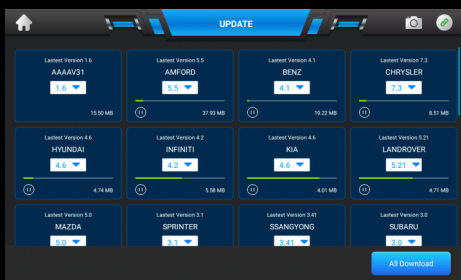 UPDATE
Lastest Version 1.6
AAAAV31
1.6
15.50 MB
Lastest Version 5.5
AMFORD
5.5
37.93 MB
Lastest Version 4.1
BENZ
4.1
19.22 MB
Lastest Version 7.3
CHRYSLER
7.3
8.51 MB
Lastest Version 4.6
HYUNDAI
4.6
4.74 MB
Lastest Version 4.2
INFINITI
4.2
5.58 MB
Lastest Version 4.6
KIA
4.6
4.01 MB
Lastest Version 5.21
LANDROVER
5.21
4.71 MB
Lastest Version 5.0
MAZDA
5.0
Lastest Version 3.1
SPRINTER
3.1
Lastest Version 3.41
SSANGYONG
3.41
Lastest Version 3.0
SUBARU
3.0
All Download